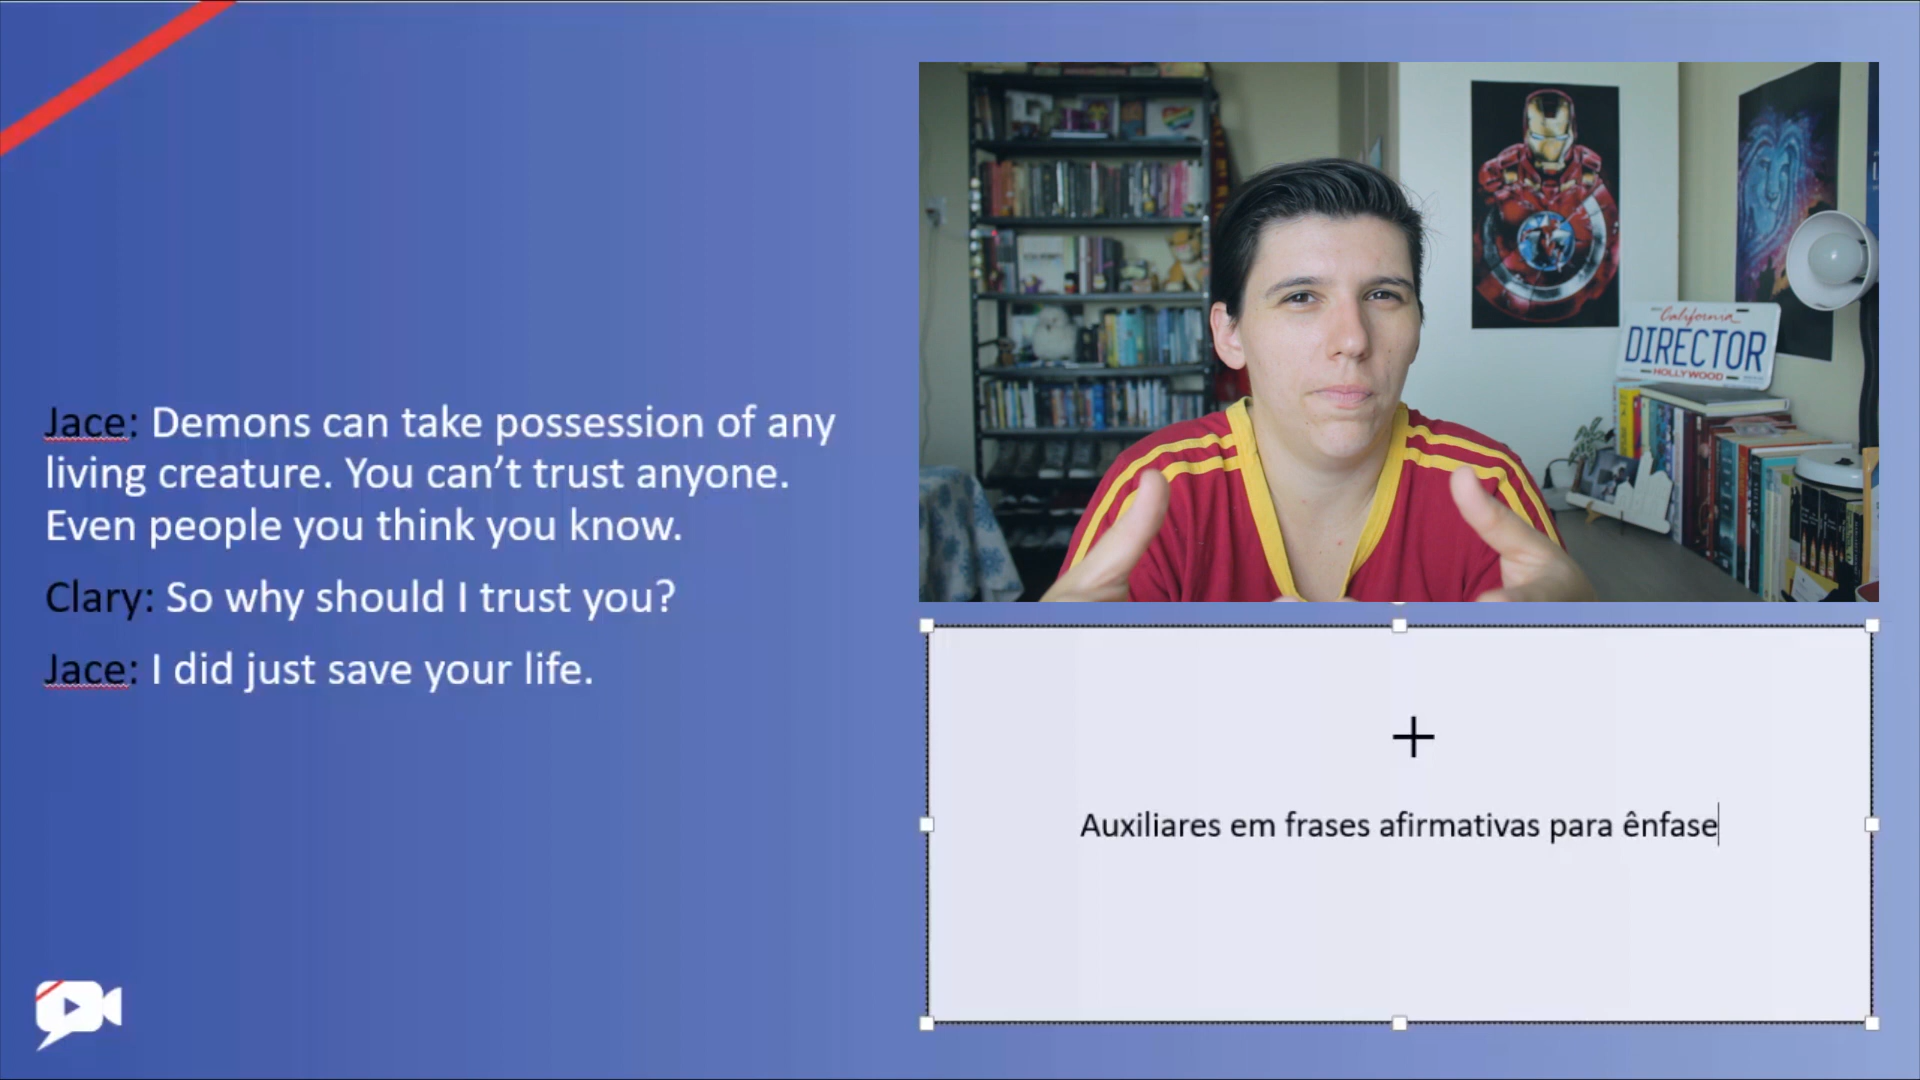 Jace: Demons can take possession of any
living creature. You can’t trust anyone.
Even people you think you know.
Clary: So why should I trust you?
Jace: I did just save your life.
California
DIRECTOR
HOLLYWOOD
+
Auxiliares em frases afirmativas para ênfase